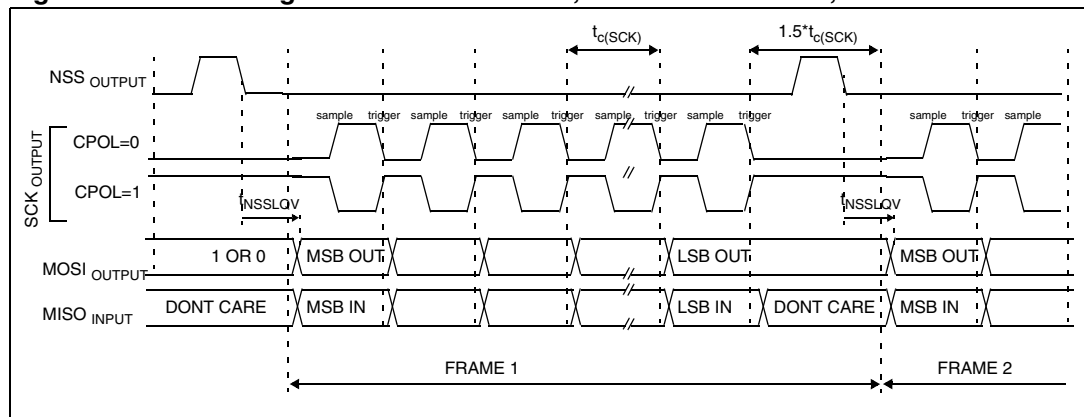 tc(SCK)
1.5*tc(SCK)
NSS OUTPUT
sample trigger sample trigger sample trigger sample trigger sample trigger sample trigger sample
SCK OUTPUT
CPOL=0
CPOL=1
tNSSLQV
tNSSLQV
MOSI OUTPUT
1 OR 0
MSB OUT
LSB OUT
MSB OUT
MISO INPUT
DONT CARE
MSB IN
LSB IN
DONT CARE
MSB IN
FRAME 1
FRAME 2